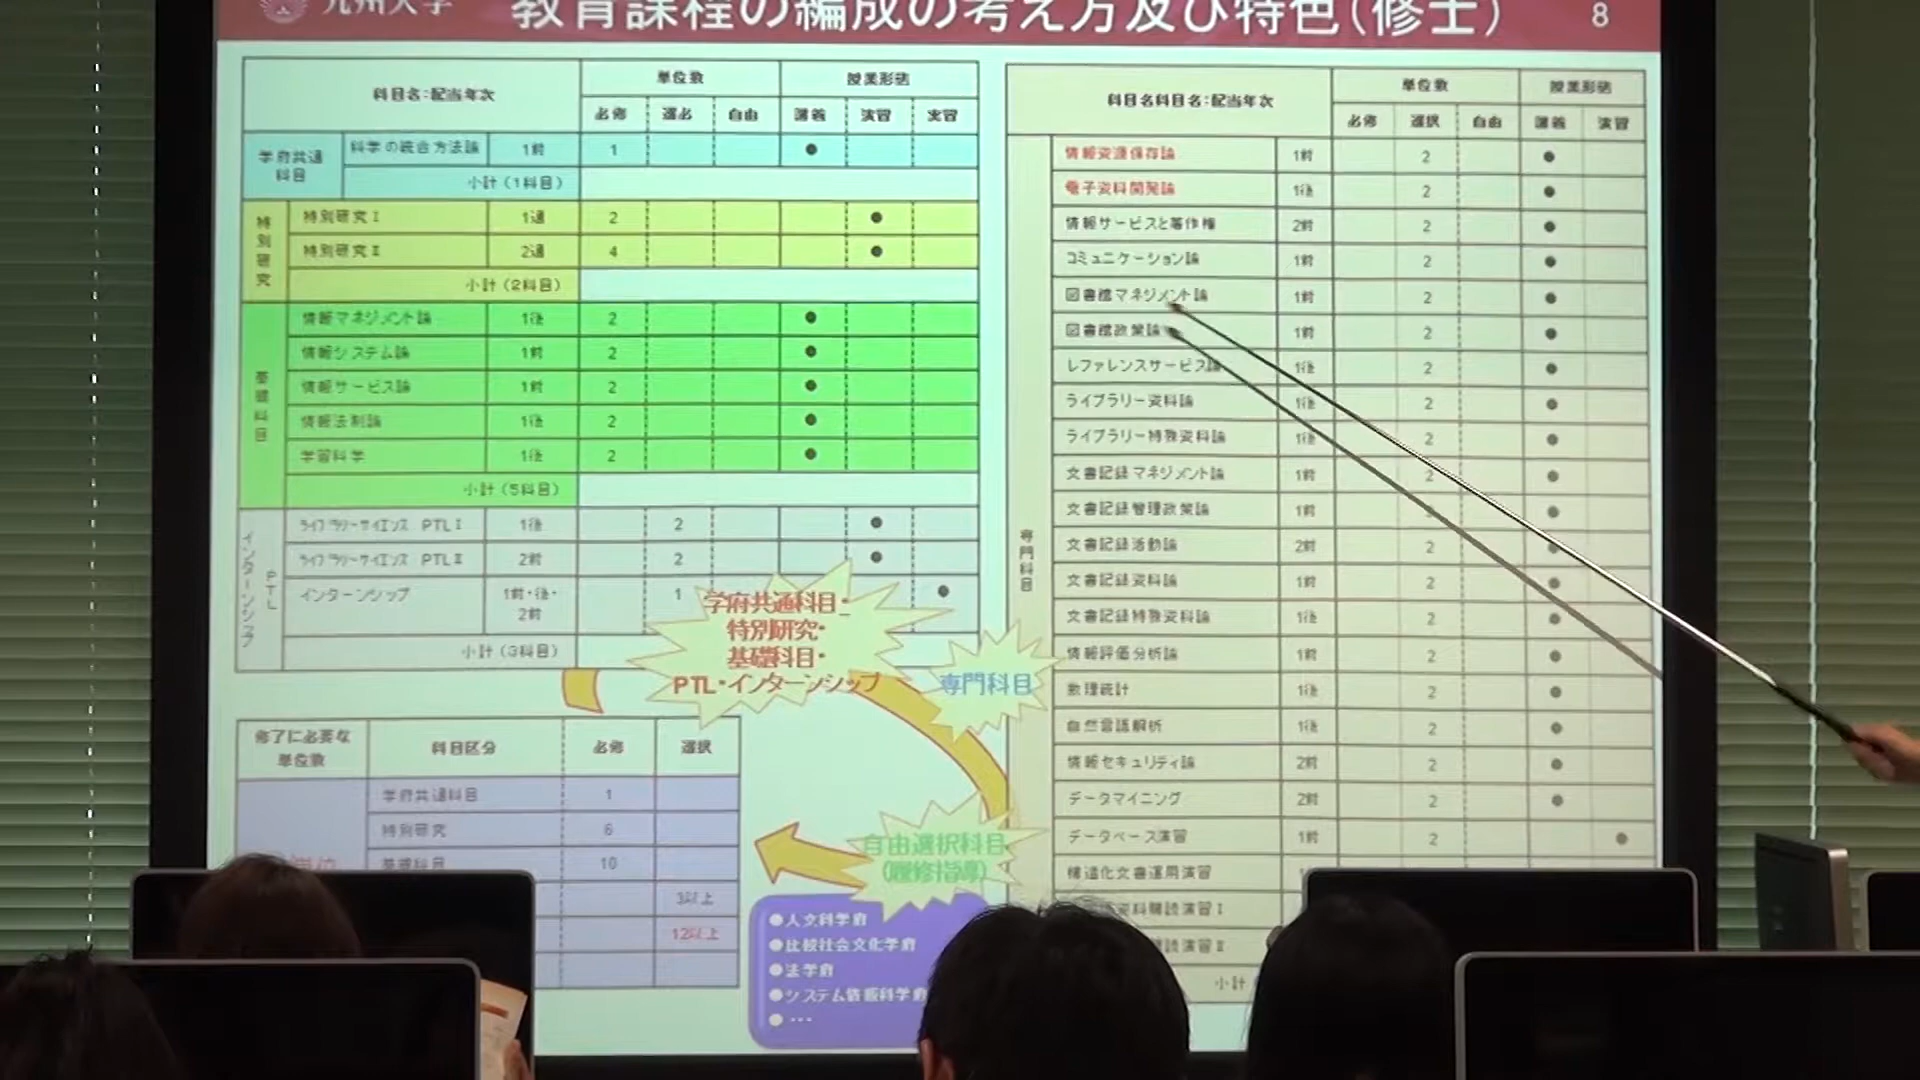 九州大学 教育課程の編成の考え方及び特色(修士) 8
科目名:配当年次 単位数 授業形態
必修 選必 自由 講義 演習 実習
学府共通科目 科学の統合方法論 1前 1 ●
小計(1科目)
特別研究 特別研究Ⅰ 1通 2 ●
特別研究Ⅱ 2通 4 ●
小計(2科目)
基礎科目 情報マネジメント論 1後 2 ●
情報システム論 1前 2 ●
情報サービス論 1前 2 ●
情報法制論 1後 2 ●
学習科学 1後 2 ●
小計(5科目)
インターンシップ PTL ライブラリーサイエンス PTLⅠ 1後 2 ●
ライブラリーサイエンス PTLⅡ 2前 2 ●
インターンシップ 1前・後・2前 1 ●
小計(3科目)
学府共通科目・
特別研究・
基礎科目・
PTL・インターンシップ
専門科目
自由選択科目
(履修指導)
修了に必要な単位数 科目区分 必修 選択
学府共通科目 1
特別研究 6
基礎科目 10
3以上
12以上
●人文科学府
●比較社会文化学府
●法学府
●システム情報科学府
●…
科目名科目名:配当年次 単位数 授業形態
必修 選択 自由 講義 演習
専門科目
情報資源保存論 1前 2 ●
電子資料開発論 1後 2 ●
情報サービスと著作権 2前 2 ●
コミュニケーション論 1前 2 ●
図書館マネジメント論 1前 2 ●
図書館政策論 1前 2 ●
レファレンスサービス論 1後 2 ●
ライブラリー資料論 1後 2 ●
ライブラリー特殊資料論 1後 2 ●
文書記録マネジメント論 1前 2 ●
文書記録管理政策論 1前 ●
文書記録活動論 2前 2 ●
文書記録資料論 1前 2 ●
文書記録特殊資料論 1後 2 ●
情報評価分析論 1前 2 ●
数理統計 1後 2 ●
自然言語解析 1後 2 ●
情報セキュリティ論 2前 2 ●
データマイニング 2前 2 ●
データベース演習 1前 2 ●
構造化文書運用演習
資料購読演習Ⅰ
購読演習Ⅱ
小計